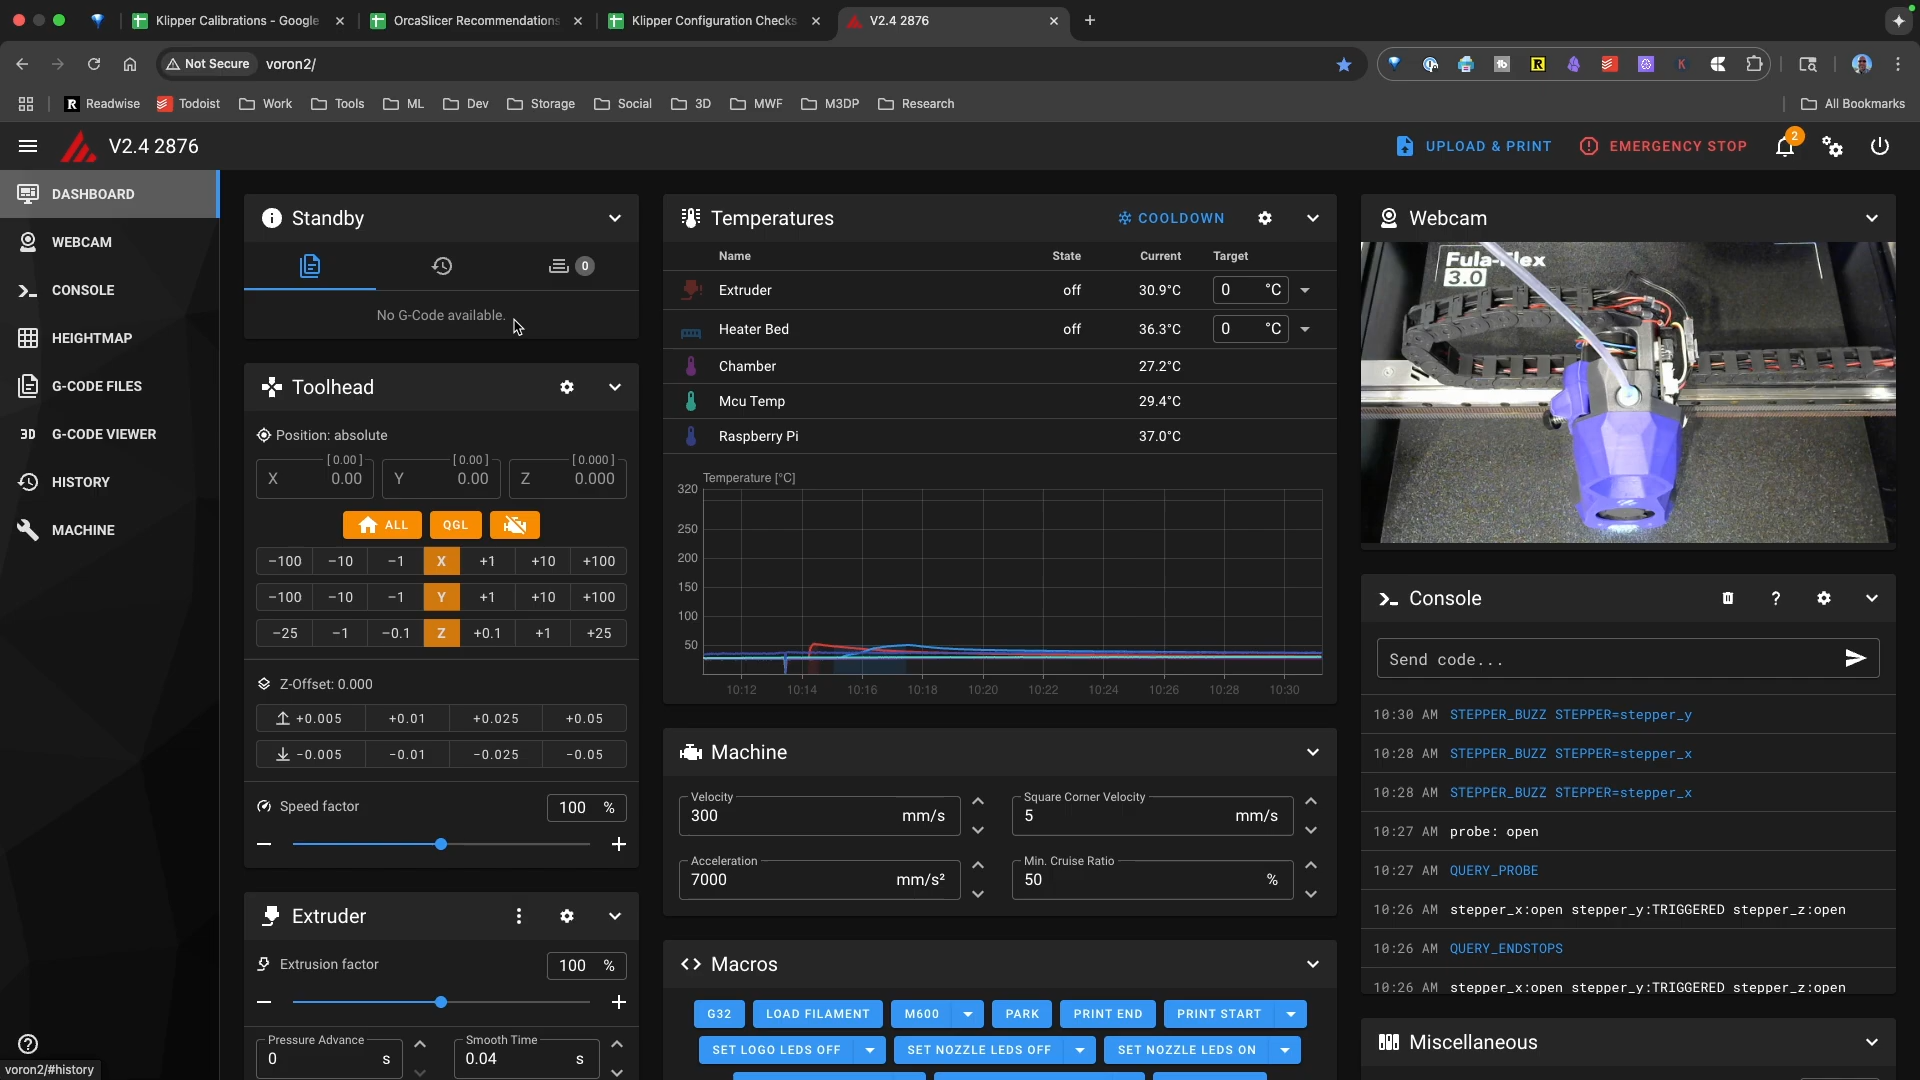 Klipper Calibrations - Google
OrcaSlicer Recommendations
Klipper Configuration Checks
V2.4 2876
Not Secure
voron2/
Readwise
Todoist
Work
Tools
ML
Dev
Storage
Social
3D
MWF
M3DP
Research
All Bookmarks
V2.4 2876
UPLOAD & PRINT
EMERGENCY STOP
2
DASHBOARD
WEBCAM
CONSOLE
HEIGHTMAP
G-CODE FILES
3D G-CODE VIEWER
HISTORY
MACHINE
voron2/#history
Standby
0
No G-Code available.
Toolhead
Position: absolute
[ 0.00 ] [ 0.00 ] [ 0.000 ]
X 0.00 Y 0.00 Z 0.000
ALL QGL
−100 −10 −1 X +1 +10 +100
−100 −10 −1 Y +1 +10 +100
−25 −1 −0.1 Z +0.1 +1 +25
Z-Offset: 0.000
+0.005 +0.01 +0.025 +0.05
−0.005 −0.01 −0.025 −0.05
Speed factor 100 %
Extruder
Extrusion factor 100 %
Pressure Advance Smooth Time
0 s 0.04 s
Temperatures COOLDOWN
Name State Current Target
Extruder off 30.9°C 0 °C
Heater Bed off 36.3°C 0 °C
Chamber 27.2°C
Mcu Temp 29.4°C
Raspberry Pi 37.0°C
Temperature [°C]
320
250
200
150
100
50
10:12 10:14 10:16 10:18 10:20 10:22 10:24 10:26 10:28 10:30
Machine
Velocity Square Corner Velocity
300 mm/s 5 mm/s
Acceleration Min. Cruise Ratio
7000 mm/s² 50 %
Macros
G32 LOAD FILAMENT M600 PARK PRINT END PRINT START
SET LOGO LEDS OFF SET NOZZLE LEDS OFF SET NOZZLE LEDS ON
Webcam
Fula-Flex
3.0
Console
Send code...
10:30 AM STEPPER_BUZZ STEPPER=stepper_y
10:28 AM STEPPER_BUZZ STEPPER=stepper_x
10:28 AM STEPPER_BUZZ STEPPER=stepper_x
10:27 AM probe: open
10:27 AM QUERY_PROBE
10:26 AM stepper_x:open stepper_y:TRIGGERED stepper_z:open
10:26 AM QUERY_ENDSTOPS
10:26 AM stepper_x:open stepper_y:TRIGGERED stepper_z:open
Miscellaneous